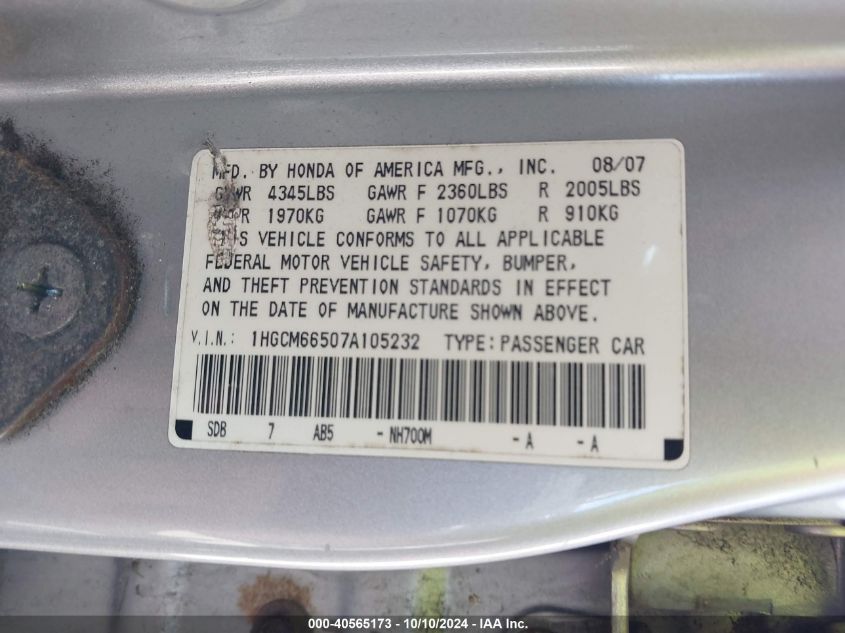 MFD. BY HONDA OF AMERICA MFG., INC. 08/07
4345LBS GAWR F 2360LBS R 2005LBS
1970KG GAWR F 1070KG R 910KG
VEHICLE CONFORMS TO ALL APPLICABLE
FEDERAL MOTOR VEHICLE SAFETY, BUMPER,
AND THEFT PREVENTION STANDARDS IN EFFECT
ON THE DATE OF MANUFACTURE SHOWN ABOVE.
V.I.N.: 1HGCM66507A105232 TYPE:PASSENGER CAR
SDB 7 AB5 - NH700M - A - A
000-40565173 - 10/10/2024 - IAA Inc.